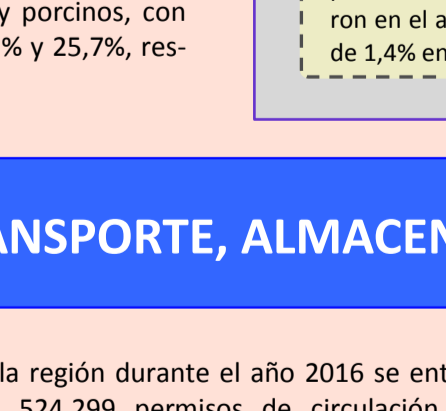 y porcinos, con
% y 25,7%, res-
ron en el a
de 1,4% en
ANSPORTE, ALMACEN
la región durante el año 2016 se ent
524.299 permisos de circulación